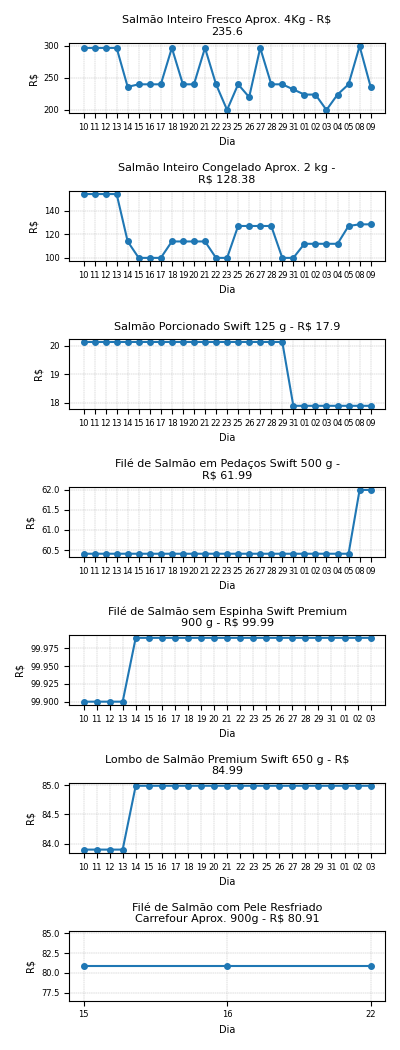 Salmão Inteiro Fresco Aprox. 4Kg - R$
235.6
300
250
200
R$
10 11 12 13 14 15 16 17 18 19 20 21 22 23 25 26 27 28 29 31 01 02 03 04 05 08 09
Dia
Salmão Inteiro Congelado Aprox. 2 kg -
R$ 128.38
140
120
100
R$
10 11 12 13 14 15 16 17 18 19 20 21 22 23 25 26 27 28 29 31 01 02 03 04 05 08 09
Dia
Salmão Porcionado Swift 125 g - R$ 17.9
20
19
18
R$
10 11 12 13 14 15 16 17 18 19 20 21 22 23 25 26 27 28 29 31 01 02 03 04 05 08 09
Dia
Filé de Salmão em Pedaços Swift 500 g -
R$ 61.99
62.0
61.5
61.0
60.5
R$
10 11 12 13 14 15 16 17 18 19 20 21 22 23 25 26 27 28 29 31 01 02 03 04 05 08 09
Dia
Filé de Salmão sem Espinha Swift Premium
900 g - R$ 99.99
99.975
99.950
99.925
99.900
R$
10 11 12 13 14 15 16 17 18 19 20 21 22 23 25 26 27 28 29 31 01 02 03
Dia
Lombo de Salmão Premium Swift 650 g - R$
84.99
85.0
84.5
84.0
R$
10 11 12 13 14 15 16 17 18 19 20 21 22 23 25 26 27 28 29 31 01 02 03
Dia
Filé de Salmão com Pele Resfriado
Carrefour Aprox. 900g - R$ 80.91
85.0
82.5
80.0
77.5
R$
15 16 22
Dia